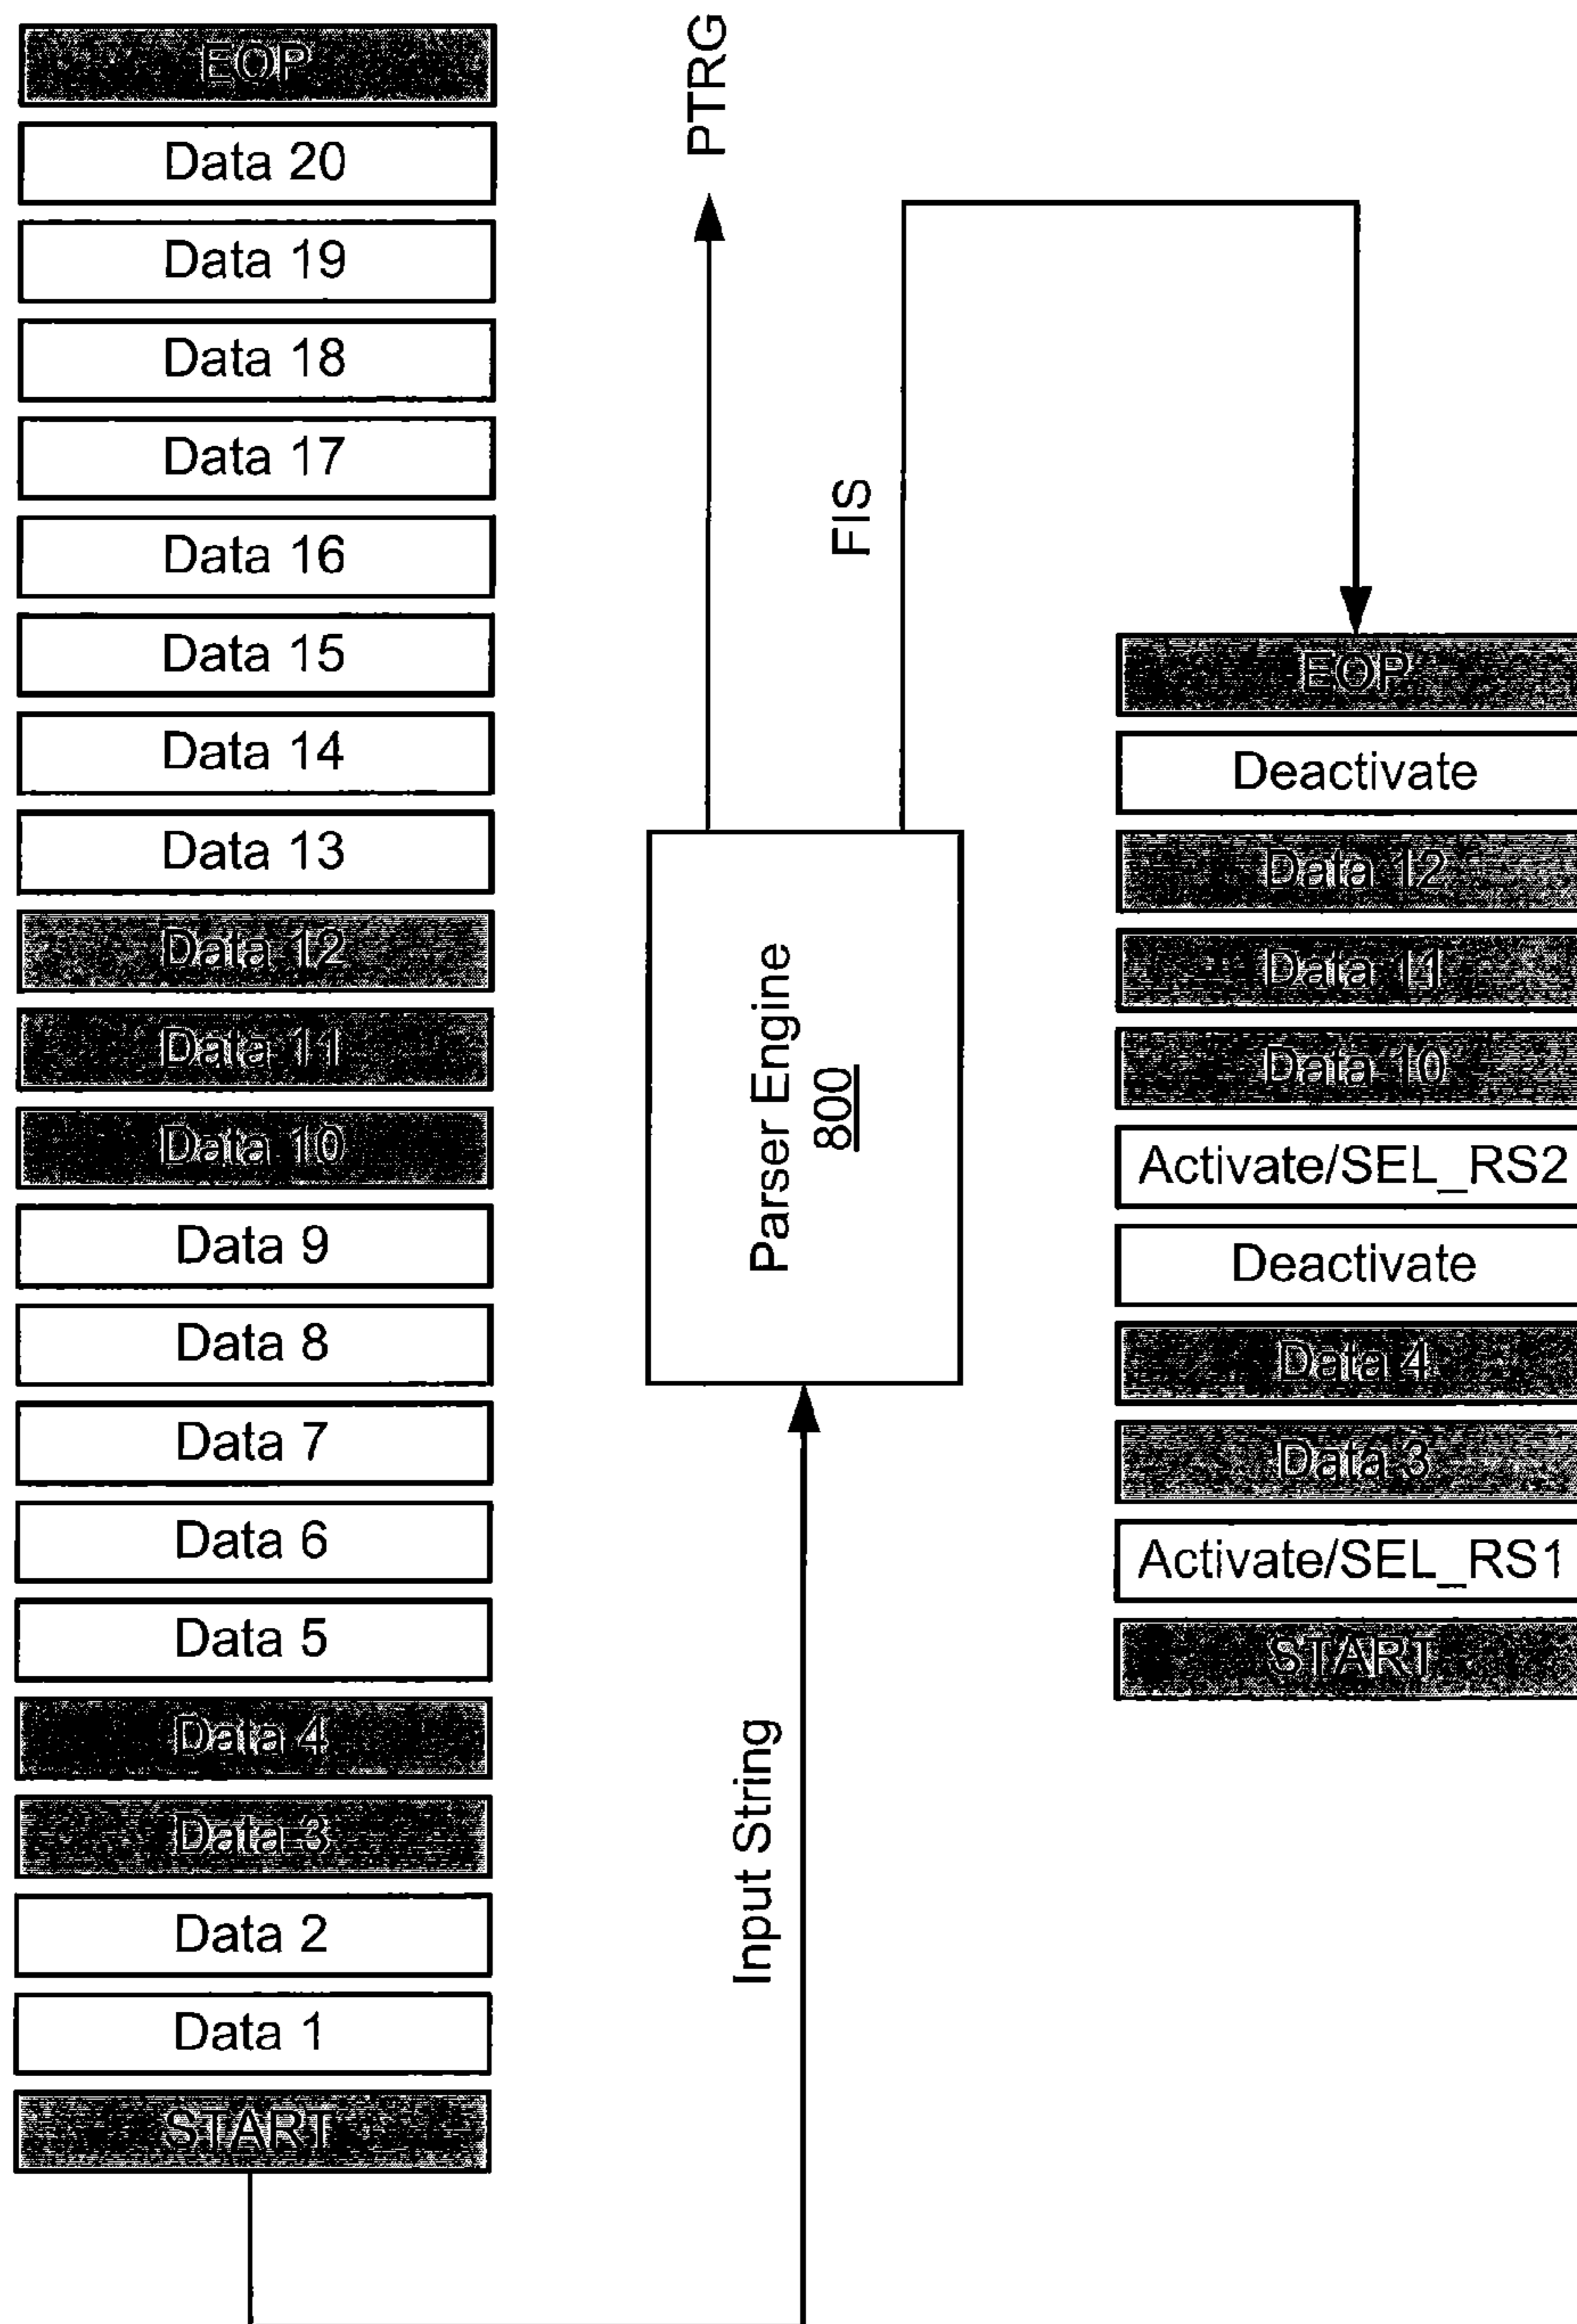 EOP
Data 20
Data 19
Data 18
Data 17
Data 16
Data 15
Data 14
Data 13
Data 12
Data 11
Data 10
Data 9
Data 8
Data 7
Data 6
Data 5
Data 4
Data 3
Data 2
Data 1
START
PTRG
FIS
Parser Engine
800
Input String
EOP
Deactivate
Data 12
Data 11
Data 10
Activate/SEL_RS2
Deactivate
Data 4
Data 3
Activate/SEL_RS1
START